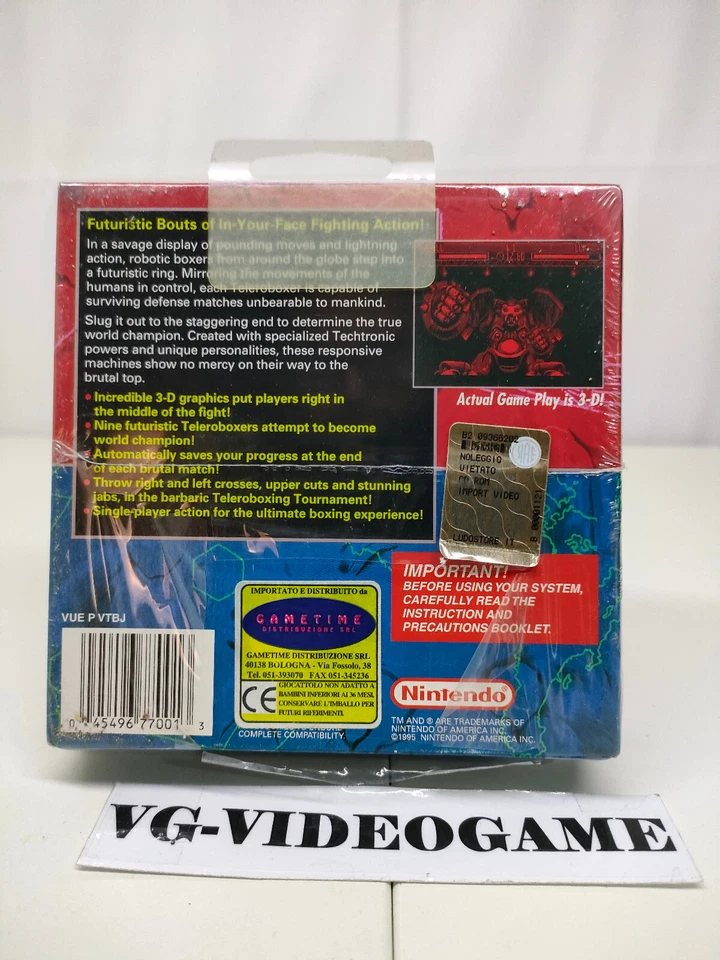 Futuristic Bouts of In-Your-Face Fighting Action!
In a savage display of pounding moves and lightning
action, robotic boxers from around the globe step into
a futuristic ring. Mirroring the movements of the
humans in control, each Teleroboxer is capable of
surviving defense matches unbearable to mankind.
Slug it out to the staggering end to determine the true
world champion. Created with specialized Techtronic
powers and unique personalities, these responsive
machines show no mercy on their way to the
brutal top.
• Incredible 3-D graphics put players right in
the middle of the fight!
• Nine futuristic Teleroboxers attempt to become
world champion!
• Automatically saves your progress at the end
of each brutal match!
• Throw right and left crosses, upper cuts and stunning
jabs, in the barbaric Teleroboxing Tournament!
• Single-player action for the ultimate boxing experience!
Actual Game Play is 3-D!
B2 09360202
NOLEGGIO
VIETATO
CD ROM
IMPORT VIDEO
LUDOSTORE IT
IMPORTANT!
BEFORE USING YOUR SYSTEM,
CAREFULLY READ THE
INSTRUCTION AND
PRECAUTIONS BOOKLET.
VUE P VTBJ
0 45496 77001 3
IMPORTATO E DISTRIBUITO da
GAMETIME
DISTRIBUZIONE SRL
GAMETIME DISTRIBUZIONE SRL
40138 BOLOGNA - Via Fossolo, 38
Tel. 051-393070 FAX 051-345236
CE
GIOCATTOLO NON ADATTO A
BAMBINI INFERIORI AI 36 MESI.
CONSERVARE L'IMBALLO PER
FUTURI RIFERIMENTI.
COMPLETE COMPATIBILITY.
Nintendo®
TM AND ® ARE TRADEMARKS OF
NINTENDO OF AMERICA INC.
©1995 NINTENDO OF AMERICA INC.
VG-VIDEOGAME